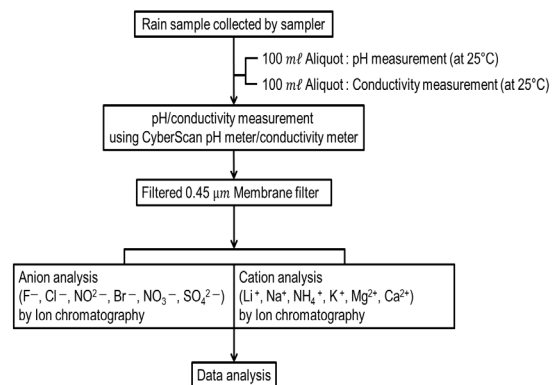 Rain sample collected by sampler
100 mℓ Aliquot : pH measurement (at 25°C)
100 mℓ Aliquot : Conductivity measurement (at 25°C)
pH/conductivity measurement
using CyberScan pH meter/conductivity meter
Filtered 0.45 μm Membrane filter
Anion analysis
(F⁻, Cl⁻, NO²⁻, Br⁻, NO₃⁻, SO₄²⁻)
by Ion chromatography
Cation analysis
(Li⁺, Na⁺, NH₄⁺, K⁺, Mg²⁺, Ca²⁺)
by Ion chromatography
Data analysis